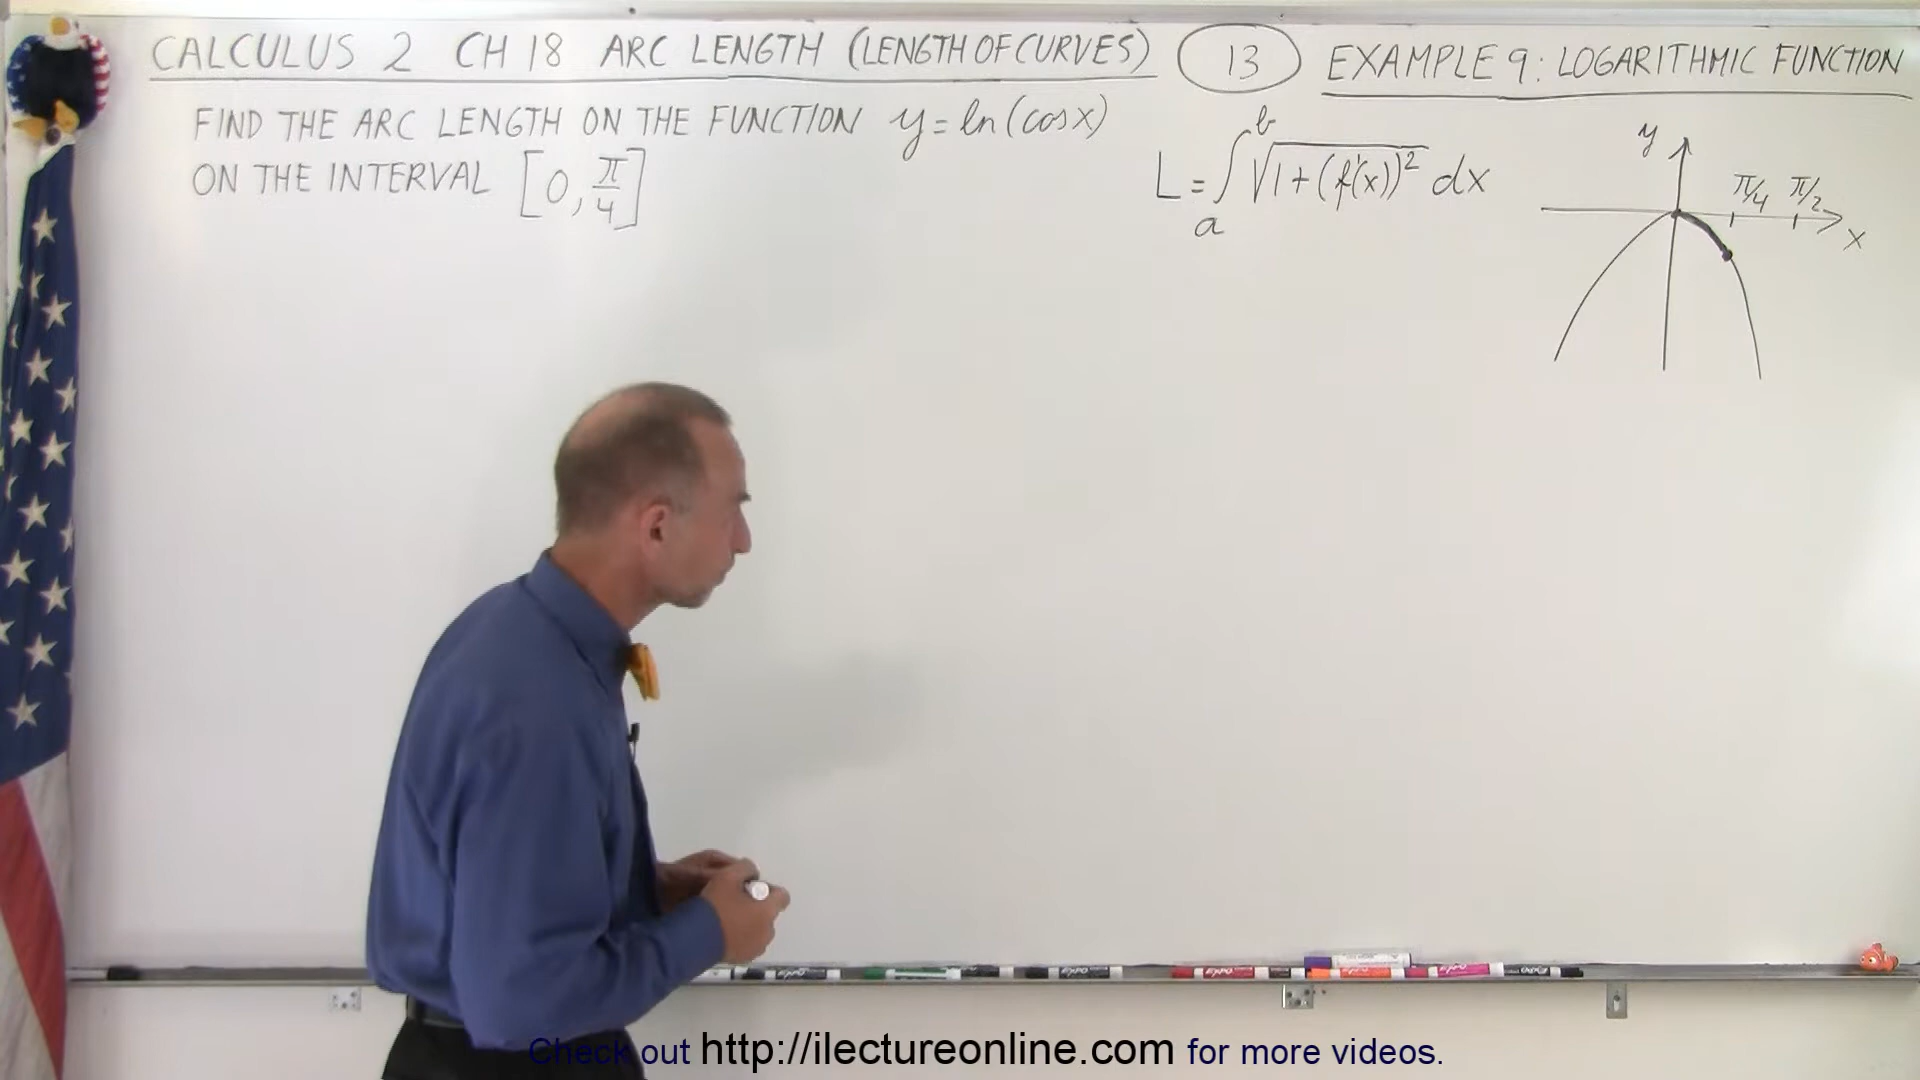 CALCULUS 2 CH 18 ARC LENGTH (LENGTH OF CURVES) 13 EXAMPLE 9: LOGARITHMIC FUNCTION
FIND THE ARC LENGTH ON THE FUNCTION y = ln(cos x)
ON THE INTERVAL [0, π/4]
L = ∫_a^b √(1 + (f'(x))²) dx
y
π/4 π/2
x
Check out http://ilectureonline.com for more videos.